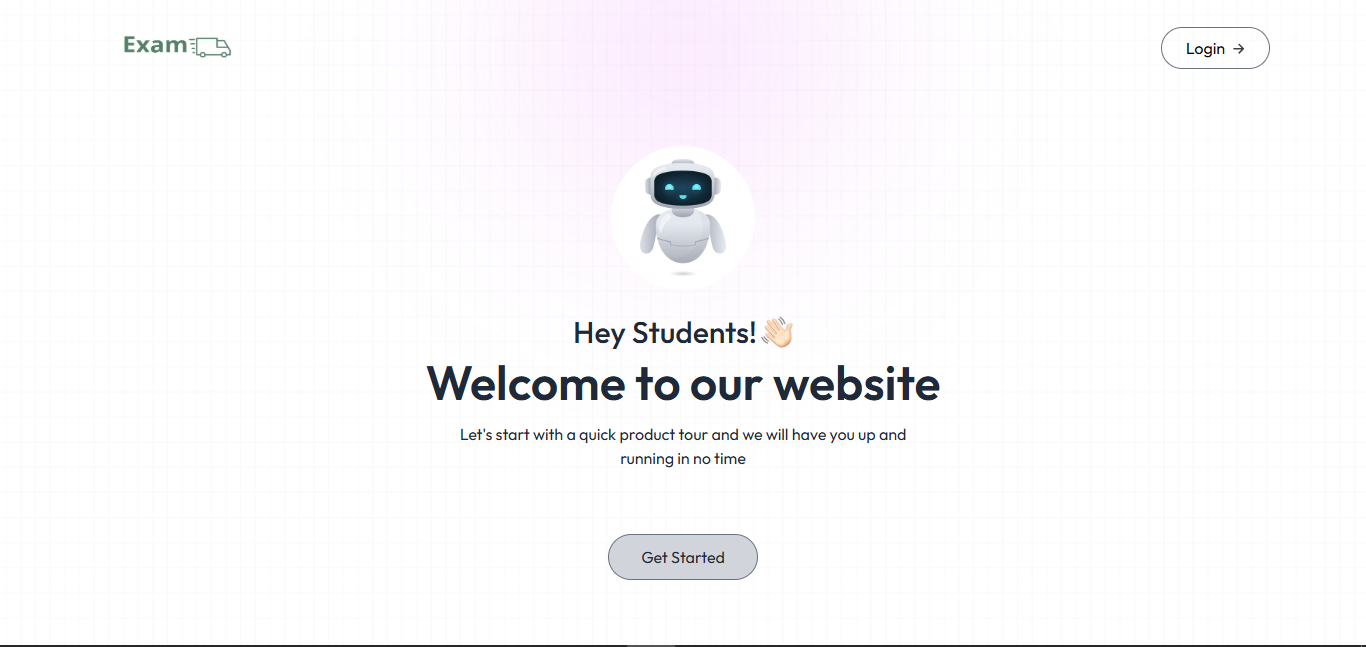 Exam
Login →
Hey Students!👋🏻
Welcome to our website
Let's start with a quick product tour and we will have you up and
running in no time
Get Started